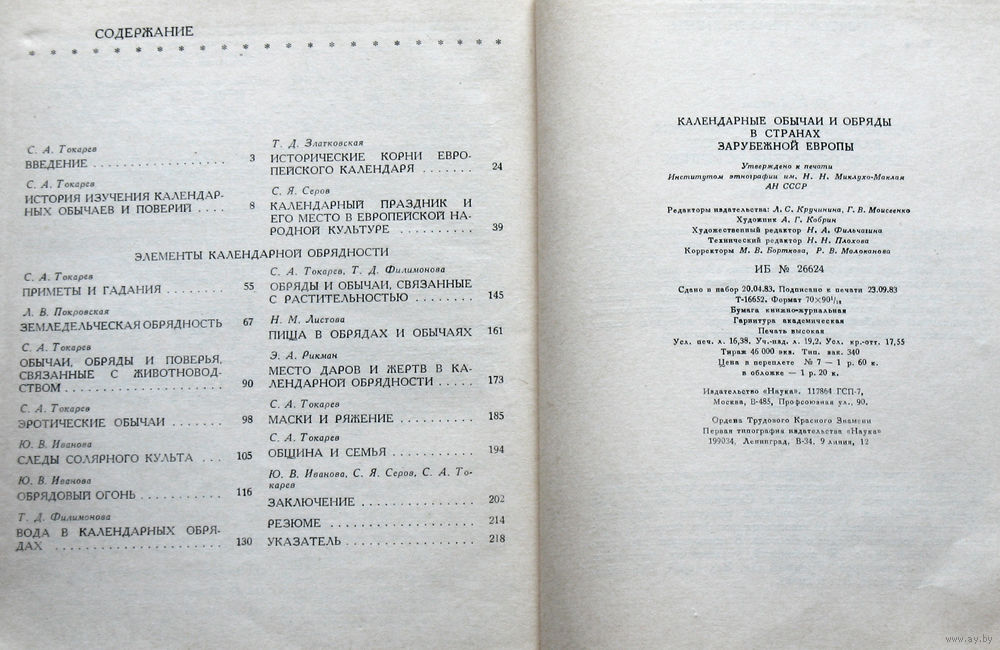 СОДЕРЖАНИЕ
* * * * * * * * * * * * * * * * * * * * * * *
С. А. Токарев
ВВЕДЕНИЕ . . . . . . . . . . . . . . . . 3
С. А. Токарев
ИСТОРИЯ ИЗУЧЕНИЯ КАЛЕНДАР-
НЫХ ОБЫЧАЕВ И ПОВЕРИЙ . . . . 8
Т. Д. Златковская
ИСТОРИЧЕСКИЕ КОРНИ ЕВРО-
ПЕЙСКОГО КАЛЕНДАРЯ . . . . . . . 24
С. Я. Серов
КАЛЕНДАРНЫЙ ПРАЗДНИК И
ЕГО МЕСТО В ЕВРОПЕЙСКОЙ НА-
РОДНОЙ КУЛЬТУРЕ . . . . . . . . . 39
ЭЛЕМЕНТЫ КАЛЕНДАРНОЙ ОБРЯДНОСТИ
С. А. Токарев
ПРИМЕТЫ И ГАДАНИЯ . . . . . . . 55
Л. В. Покровская
ЗЕМЛЕДЕЛЬЧЕСКАЯ ОБРЯДНОСТЬ 67
С. А. Токарев
ОБЫЧАИ, ОБРЯДЫ И ПОВЕРЬЯ,
СВЯЗАННЫЕ С ЖИВОТНОВОД-
СТВОМ . . . . . . . . . . . . . . . . . 90
С. А. Токарев
ЭРОТИЧЕСКИЕ ОБЫЧАИ . . . . . . 98
Ю. В. Иванова
СЛЕДЫ СОЛЯРНОГО КУЛЬТА . . . 105
Ю. В. Иванова
ОБРЯДОВЫЙ ОГОНЬ . . . . . . . . . . 116
Т. Д. Филимонова
ВОДА В КАЛЕНДАРНЫХ ОБРЯ-
ДАХ . . . . . . . . . . . . . . . . . . . 130
С. А. Токарев, Т. Д. Филимонова
ОБРЯДЫ И ОБЫЧАИ, СВЯЗАННЫЕ
С РАСТИТЕЛЬНОСТЬЮ . . . . . . . 145
Н. М. Листова
ПИЩА В ОБРЯДАХ И ОБЫЧАЯХ 161
Э. А. Рикман
МЕСТО ДАРОВ И ЖЕРТВ В КА-
ЛЕНДАРНОЙ ОБРЯДНОСТИ . . . . . 173
С. А. Токарев
МАСКИ И РЯЖЕНИЕ . . . . . . . . . 185
С. А. Токарев
ОБЩИНА И СЕМЬЯ . . . . . . . . . . 194
Ю. В. Иванова, С. Я. Серов, С. А. То-
карев
ЗАКЛЮЧЕНИЕ . . . . . . . . . . . . . 202
РЕЗЮМЕ . . . . . . . . . . . . . . . . 214
УКАЗАТЕЛЬ . . . . . . . . . . . . . . 218
КАЛЕНДАРНЫЕ ОБЫЧАИ И ОБРЯДЫ
В СТРАНАХ
ЗАРУБЕЖНОЙ ЕВРОПЫ
Утверждено к печати
Институтом этнографии им. Н. Н. Миклухо-Маклая
АН СССР
Редакторы издательства: Л. С. Кручинина, Г. В. Моисеенко
Художник А. Г. Кобрин
Художественный редактор Н. А. Фильчагина
Технический редактор Н. Н. Плохова
Корректоры М. В. Борткова, Р. В. Молоканова
ИБ № 26624
Сдано в набор 20.04.83. Подписано к печати 23.09.83
Т-16652. Формат 70×90¹/₁₆
Бумага книжно-журнальная
Гарнитура академическая
Печать высокая
Усл. печ. л. 16,38. Уч.-изд. л. 19,2. Усл. кр.-отт. 17,55
Тираж 46 000 экз. Тип. зак. 340
Цена в переплете № 7 — 1 р. 60 к.
в обложке — 1 р. 20 к.
Издательство «Наука». 117864 ГСП-7,
Москва, В-485, Профсоюзная ул., 90.
Ордена Трудового Красного Знамени
Первая типография издательства «Наука»
199034, Ленинград, В-34, 9 линия, 12
www.ay.by